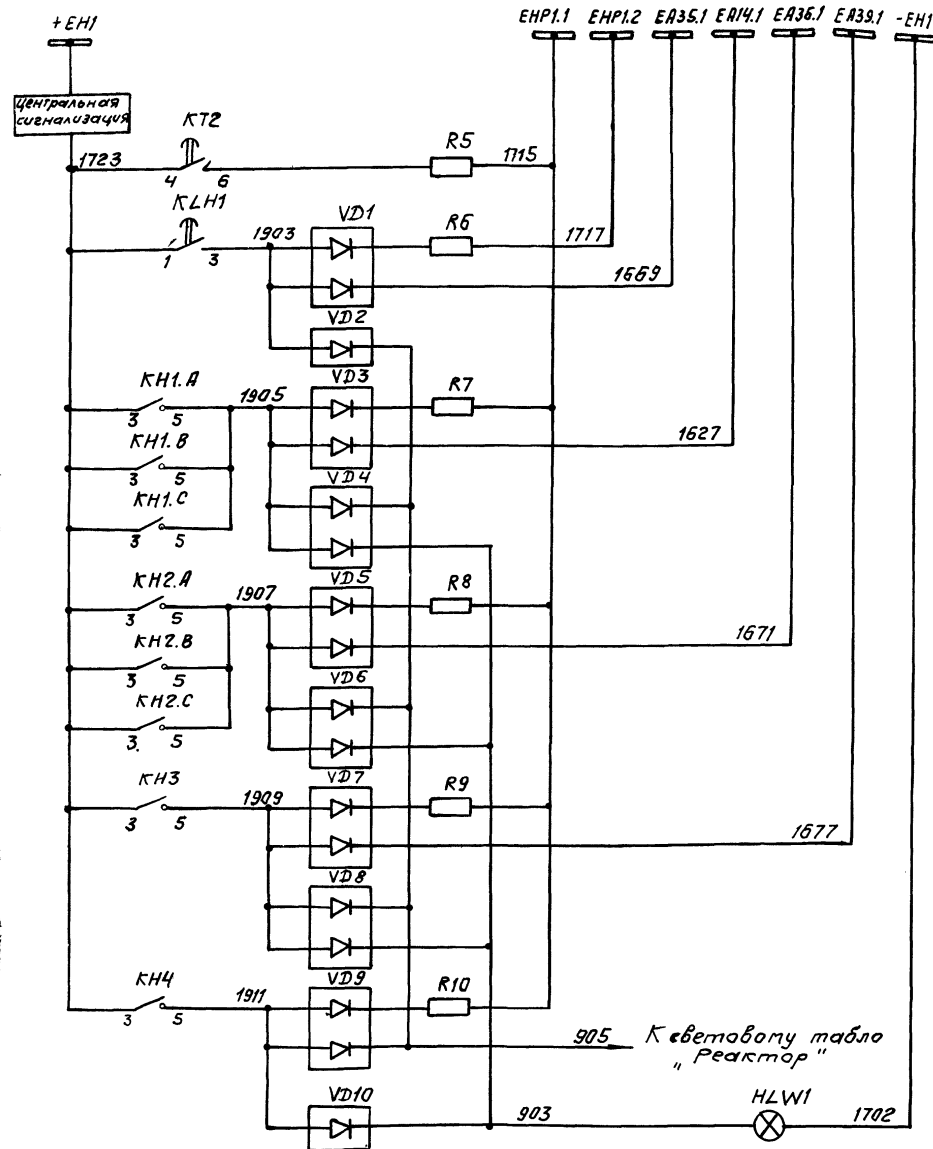 +EH1 EHP1.1 EHP1.2 EA35.1 EA14.1 EA36.1 EA39.1 -EH1
Центральная
сигнализация
KT2
1723 4 6 R5 1715
KLH1
1 3 1903 VD1 R6 1717
1669
VD2
KH1.A 3 5 1905 VD3 R7
1627
KH1.B
3 5
VD4
KH1.C
3 5
KH2.A 3 5 1907 VD5 R8
1671
KH2.B
3 5
VD6
KH2.C
3. 5
KH3 3 5 1909 VD7 R9
1677
VD8
KH4 3 5 1911 VD9 R10
905 К световому табло
"Реактор"
VD10 903 HLW1 1702